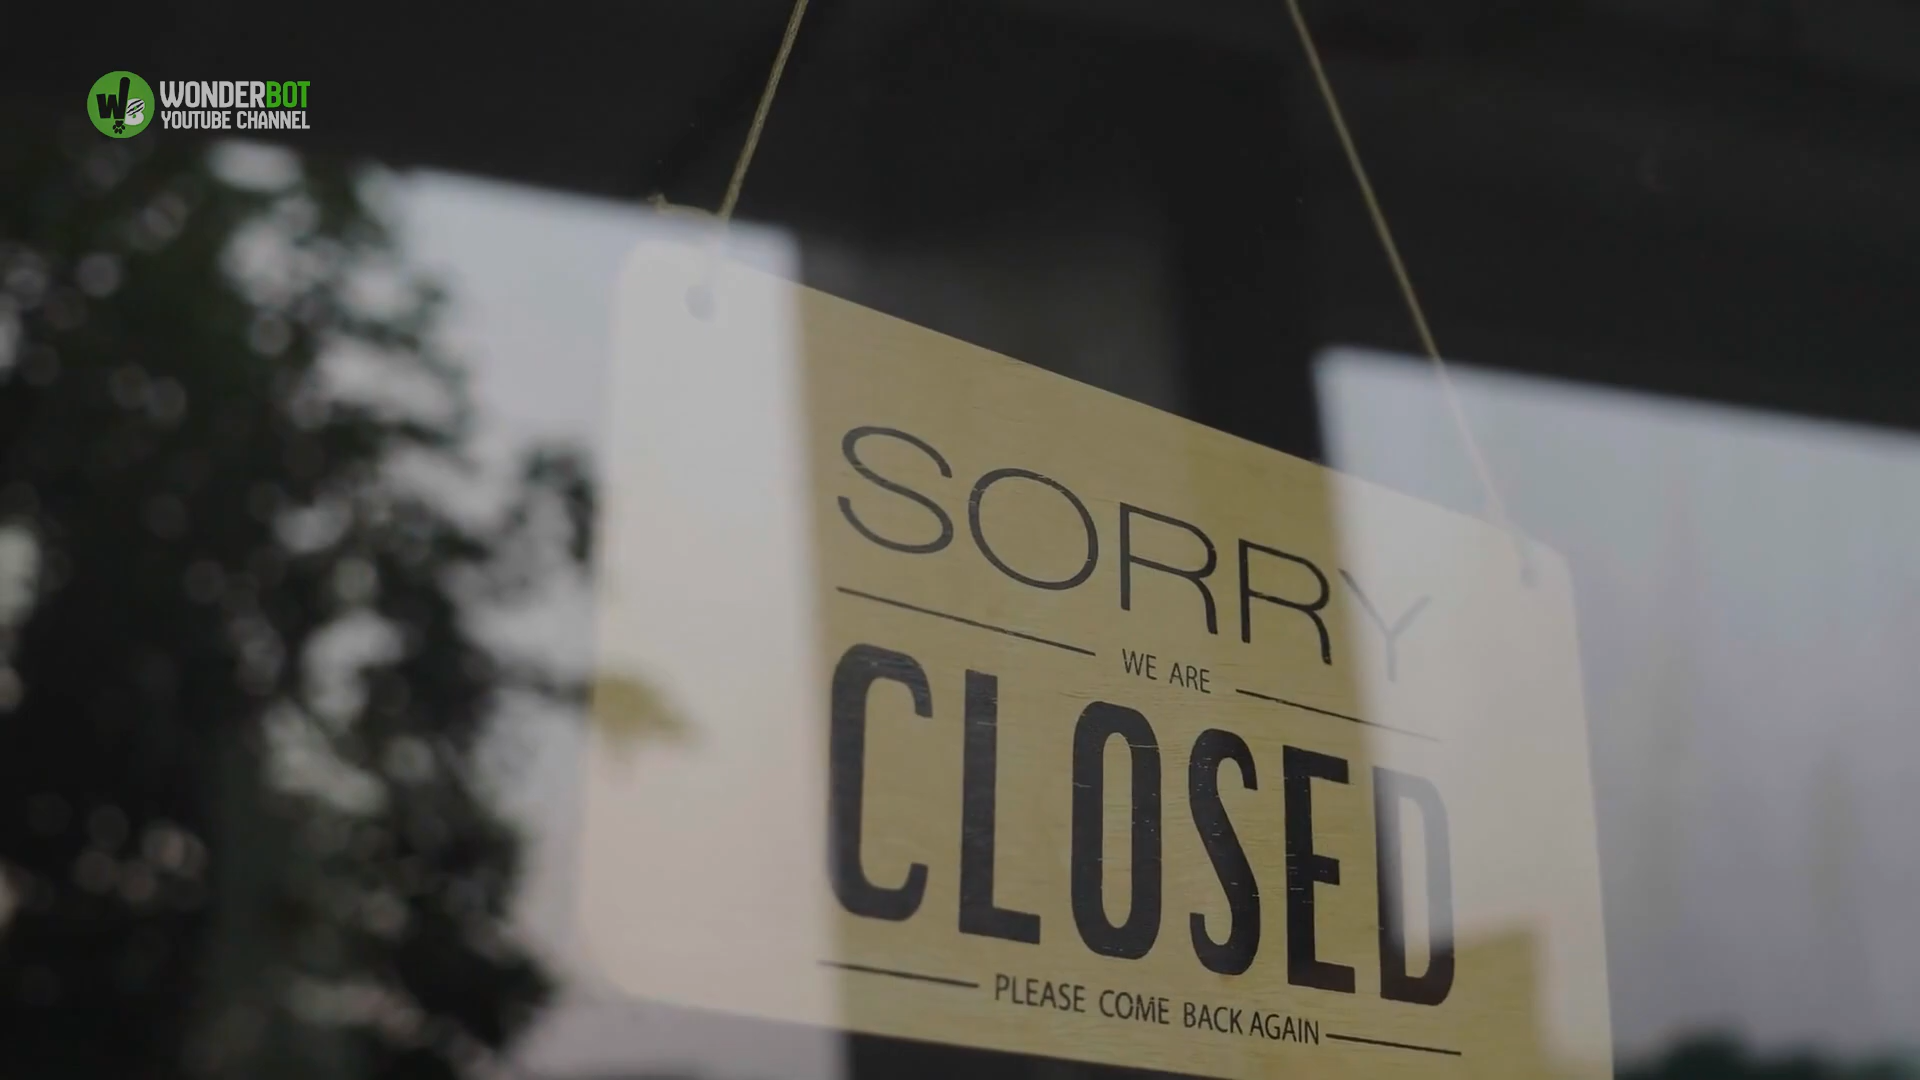 WONDERBOT
YOUTUBE CHANNEL
SORRY
WE ARE
CLOSED
PLEASE COME BACK AGAIN